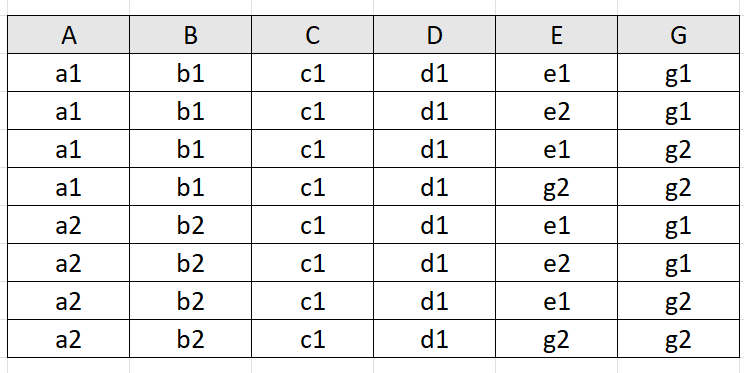 A B C D E G
a1 b1 c1 d1 e1 g1
a1 b1 c1 d1 e2 g1
a1 b1 c1 d1 e1 g2
a1 b1 c1 d1 g2 g2
a2 b2 c1 d1 e1 g1
a2 b2 c1 d1 e2 g1
a2 b2 c1 d1 e1 g2
a2 b2 c1 d1 g2 g2